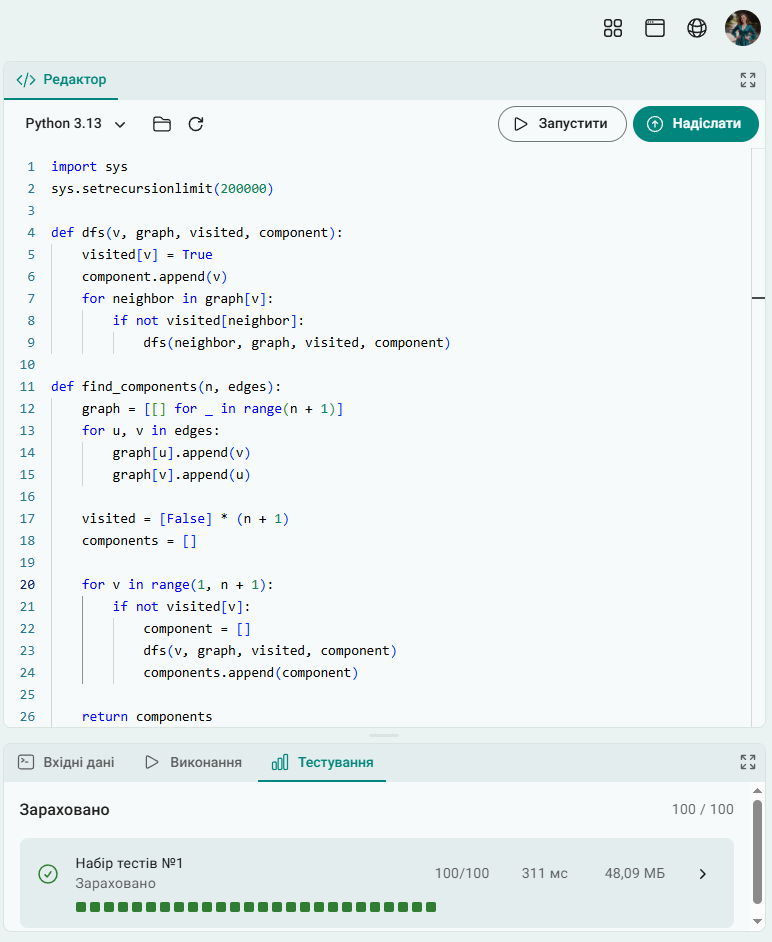 </> Редактор
Python 3.13
Запустити
Надіслати
1 import sys
2 sys.setrecursionlimit(200000)
3
4 def dfs(v, graph, visited, component):
5     visited[v] = True
6     component.append(v)
7     for neighbor in graph[v]:
8         if not visited[neighbor]:
9             dfs(neighbor, graph, visited, component)
10
11 def find_components(n, edges):
12     graph = [[] for _ in range(n + 1)]
13     for u, v in edges:
14         graph[u].append(v)
15         graph[v].append(u)
16
17     visited = [False] * (n + 1)
18     components = []
19
20     for v in range(1, n + 1):
21         if not visited[v]:
22             component = []
23             dfs(v, graph, visited, component)
24             components.append(component)
25
26     return components
Вхідні дані
Виконання
Тестування
Зараховано 100 / 100
Набір тестів №1
Зараховано
100/100 311 мс 48,09 МБ